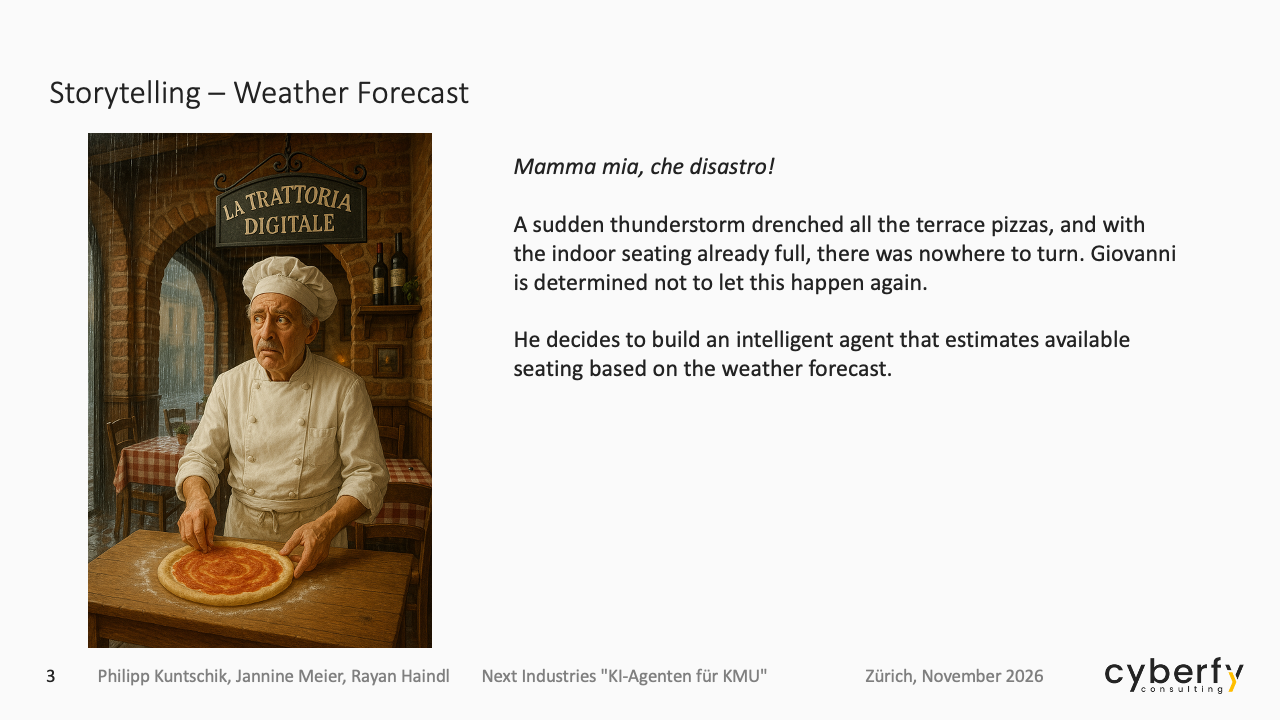 Storytelling – Weather Forecast
LA TRATTORIA
DIGITALE
Mamma mia, che disastro!
A sudden thunderstorm drenched all the terrace pizzas, and with
the indoor seating already full, there was nowhere to turn. Giovanni
is determined not to let this happen again.
He decides to build an intelligent agent that estimates available
seating based on the weather forecast.
3
Philipp Kuntschik, Jannine Meier, Rayan Haindl
Next Industries "KI-Agenten für KMU"
Zürich, November 2026
cyberfy
consulting